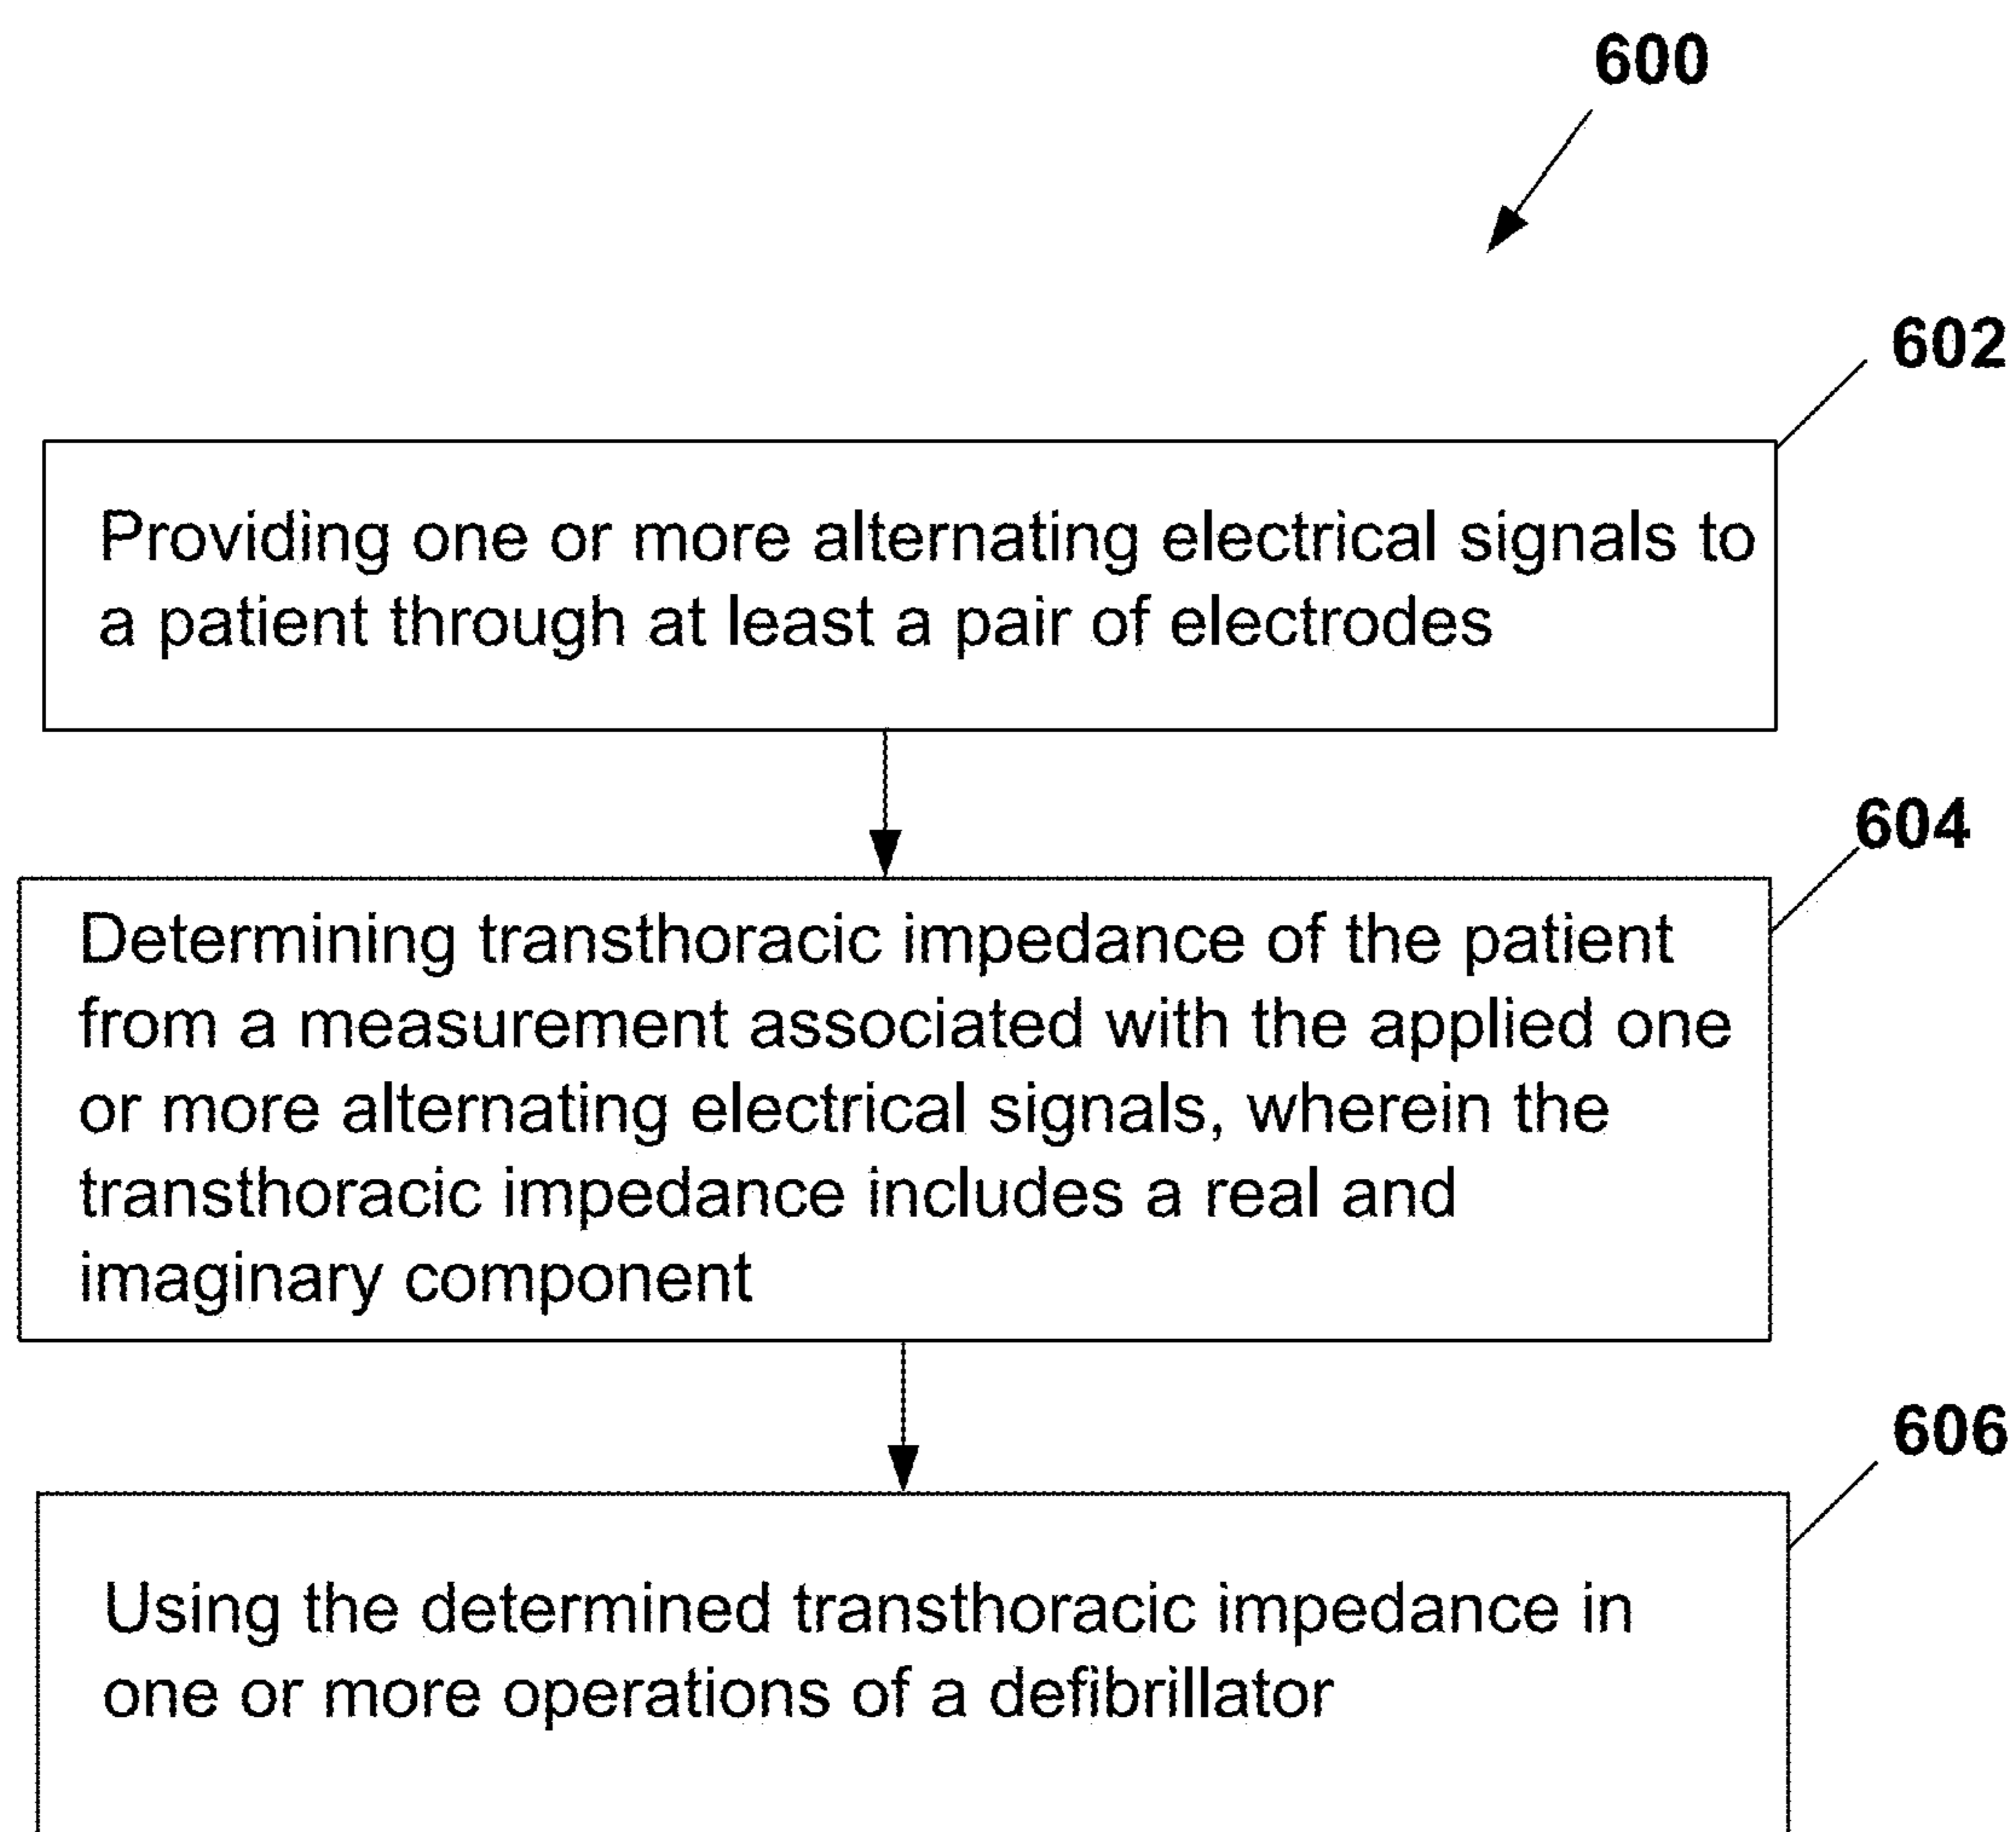 600
602
Providing one or more alternating electrical signals to
a patient through at least a pair of electrodes
604
Determining transthoracic impedance of the patient
from a measurement associated with the applied one
or more alternating electrical signals, wherein the
transthoracic impedance includes a real and
imaginary component
606
Using the determined transthoracic impedance in
one or more operations of a defibrillator